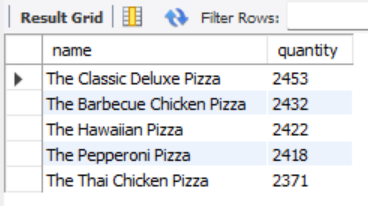 Result Grid Filter Rows:
name quantity
The Classic Deluxe Pizza 2453
The Barbecue Chicken Pizza 2432
The Hawaiian Pizza 2422
The Pepperoni Pizza 2418
The Thai Chicken Pizza 2371